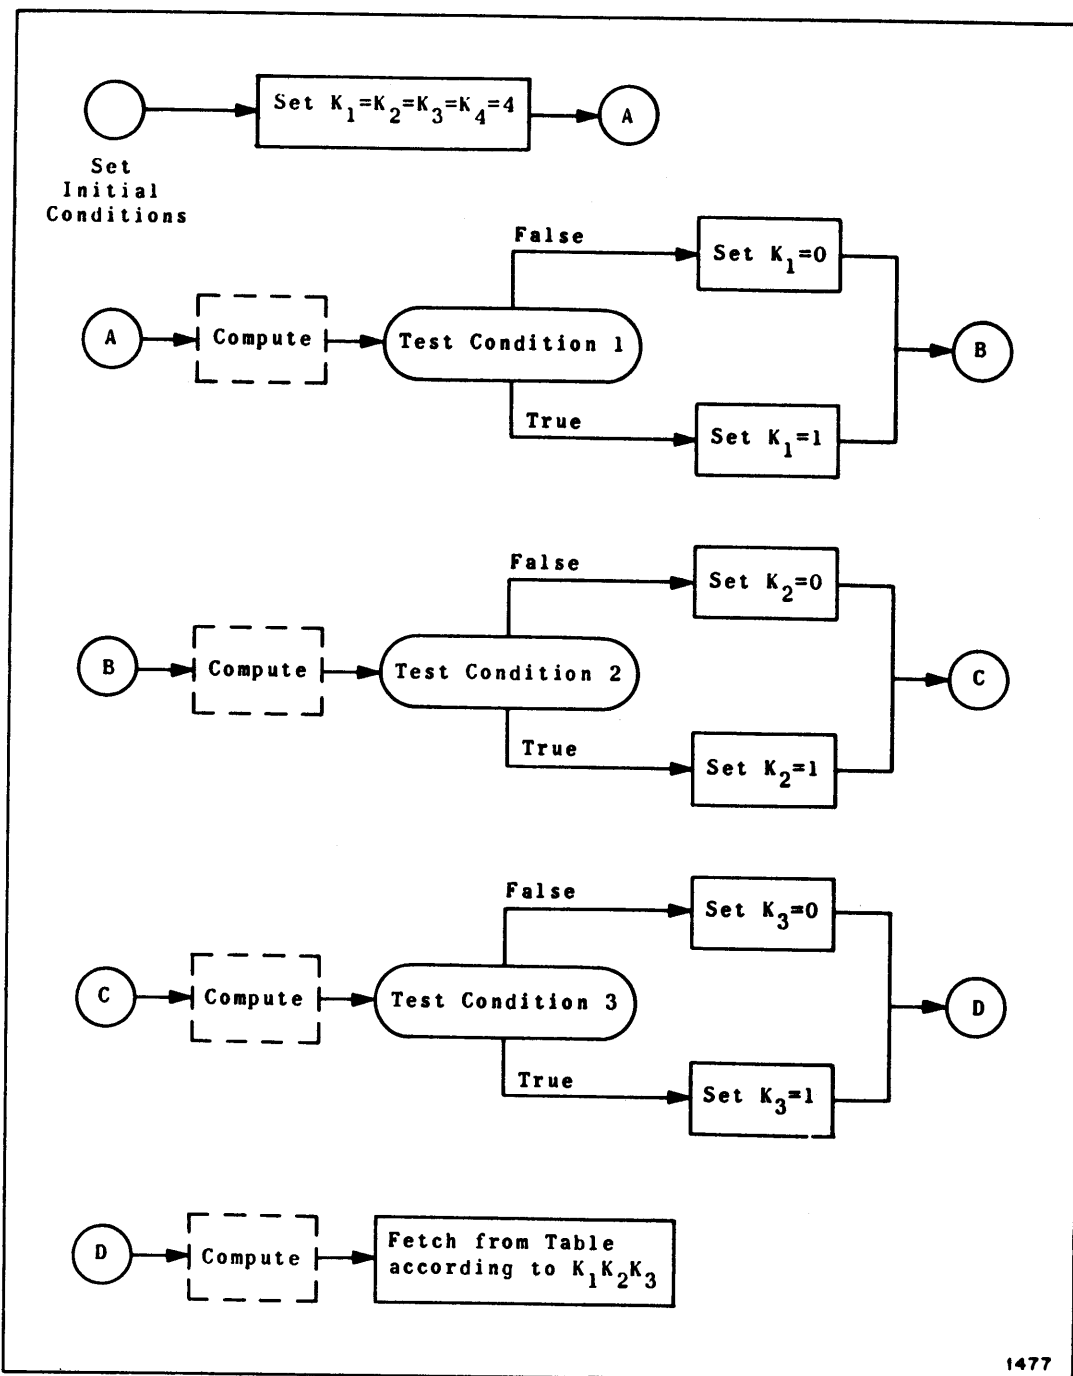 Set K1=K2=K3=K4=4
A
Set
Initial
Conditions
False
Set K1=0
A
Compute
Test Condition 1
B
True
Set K1=1
False
Set K2=0
B
Compute
Test Condition 2
C
True
Set K2=1
False
Set K3=0
C
Compute
Test Condition 3
D
True
Set K3=1
D
Compute
Fetch from Table
according to K1K2K3
1477